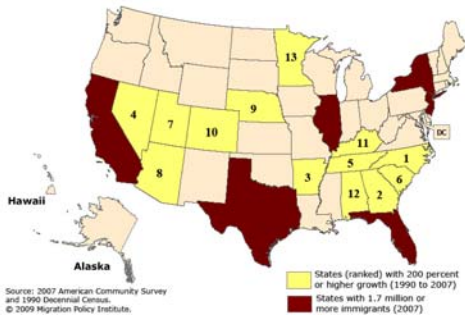 13
4
7
10
9
11
5
1
8
3
6
12
2
DC
Hawaii
Alaska
Source: 2007 American Community Survey
and 1990 Decennial Census.
© 2009 Migration Policy Institute.
States (ranked) with 200 percent
or higher growth (1990 to 2007)
States with 1.7 million or
more immigrants (2007)